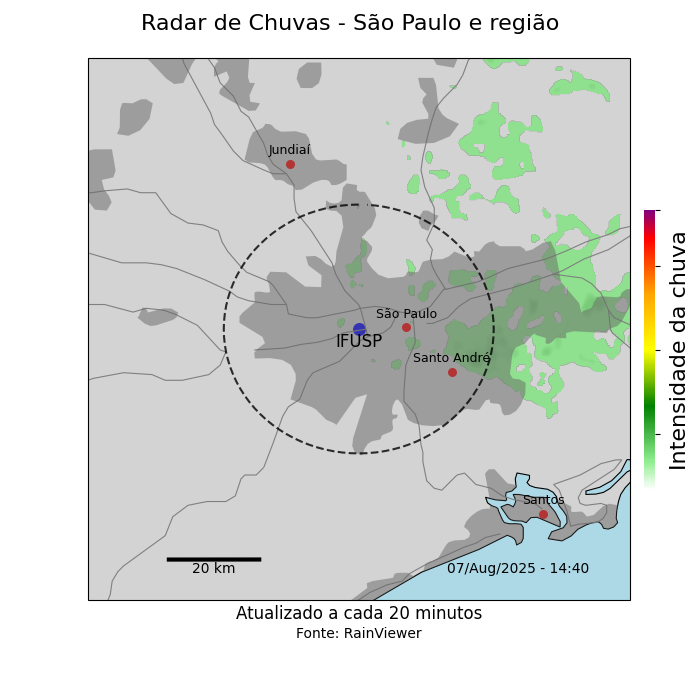 Radar de Chuvas - São Paulo e região
Jundiaí
São Paulo
IFUSP
Santo André
Intensidade da chuva
Santos
20 km
07/Aug/2025 - 14:40
Atualizado a cada 20 minutos
Fonte: RainViewer